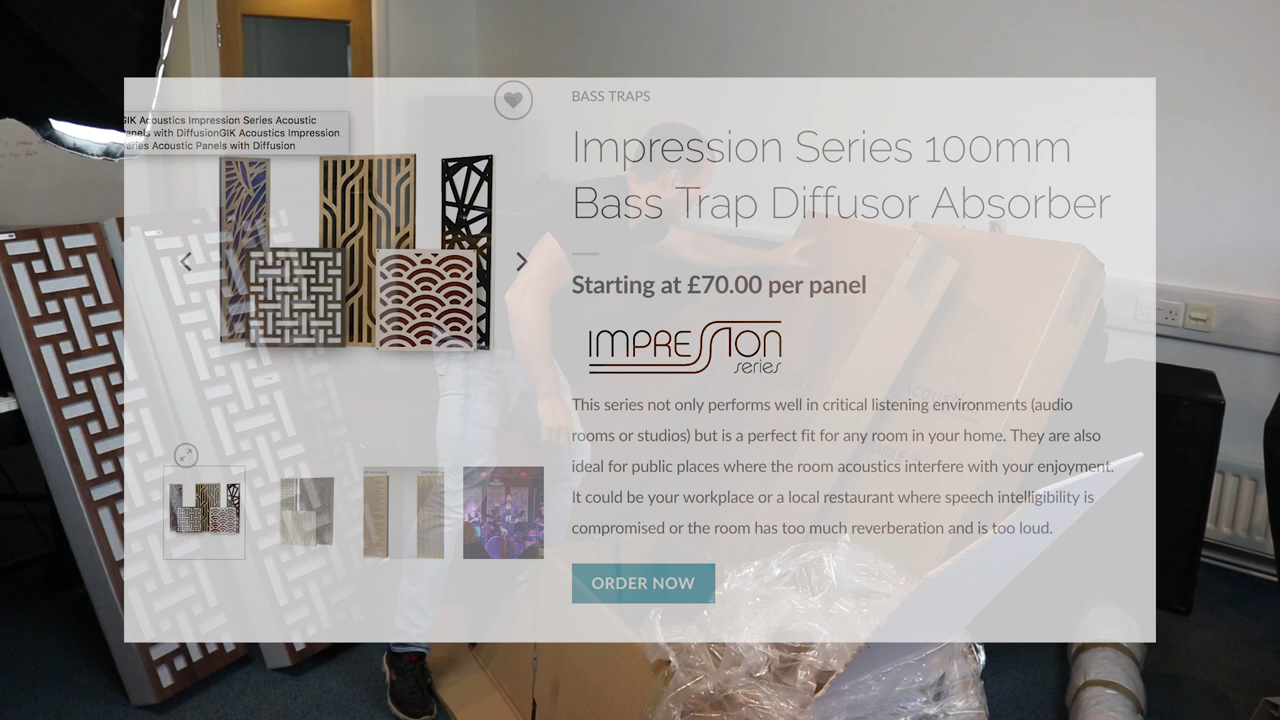 BASS TRAPS
GIK Acoustics Impression Series Acoustic
Panels with DiffusionGIK Acoustics Impression
Series Acoustic Panels with Diffusion
Impression Series 100mm
Bass Trap Diffusor Absorber
Starting at £70.00 per panel
IMPRESSION
series
This series not only performs well in critical listening environments (audio
rooms or studios) but is a perfect fit for any room in your home. They are also
ideal for public places where the room acoustics interfere with your enjoyment.
It could be your workplace or a local restaurant where speech intelligibility is
compromised or the room has too much reverberation and is too loud.
ORDER NOW
Acoustics